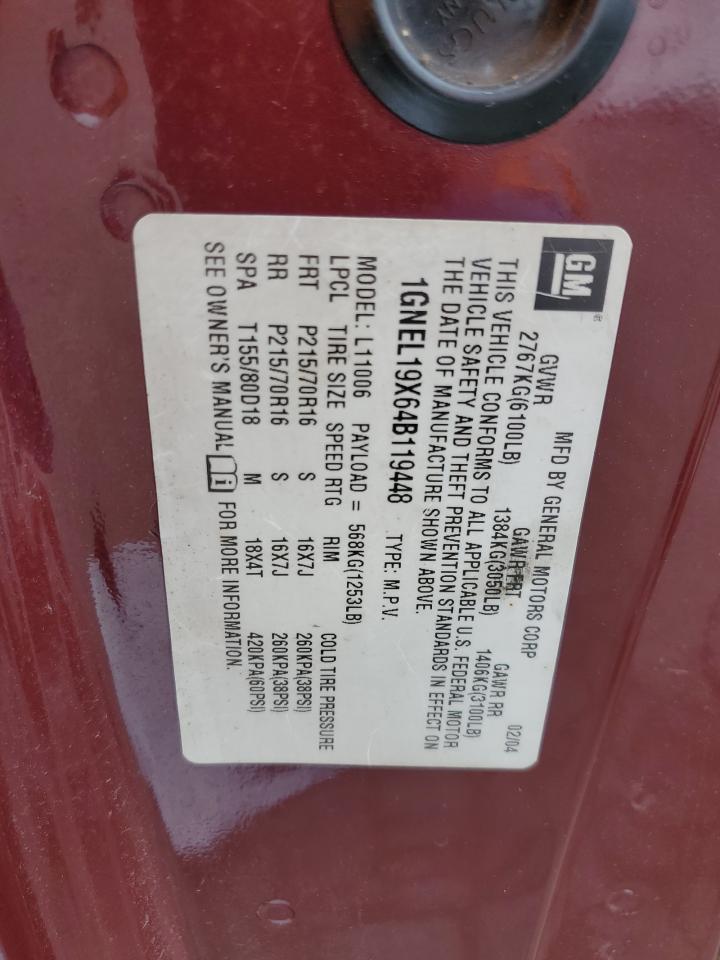 GM
MFD BY GENERAL MOTORS CORP 02/04
GVWR GAWR FRT GAWR RR
2767KG(6100LB) 1384KG(3050LB) 1406KG(3100LB)
THIS VEHICLE CONFORMS TO ALL APPLICABLE U.S. FEDERAL MOTOR
VEHICLE SAFETY AND THEFT PREVENTION STANDARDS IN EFFECT ON
THE DATE OF MANUFACTURE SHOWN ABOVE.
1GNEL19X64B119448 TYPE: M.P.V.
MODEL: L11006 PAYLOAD = 568KG(1253LB)
LPCL TIRE SIZE SPEED RTG RIM COLD TIRE PRESSURE
FRT P215/70R16 S 16X7J 260KPA(38PSI)
RR P215/70R16 S 16X7J 260KPA(38PSI)
SPA T155/80D18 M 18X4T 420KPA(60PSI)
SEE OWNER'S MANUAL FOR MORE INFORMATION.